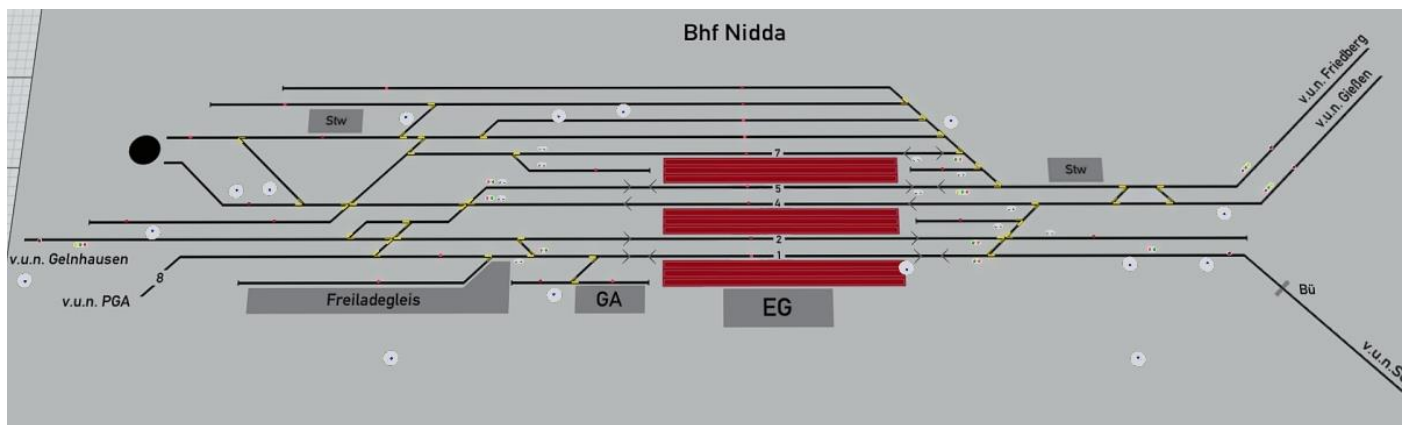 Bhf Nidda
v.u.n. Friedberg
v.u.n. Gießen
Stw
Stw
7
5
4
2
1
v.u.n. Gelnhausen
8
v.u.n. PGA
Freiladegleis
GA
EG
Bü
v.u.n.